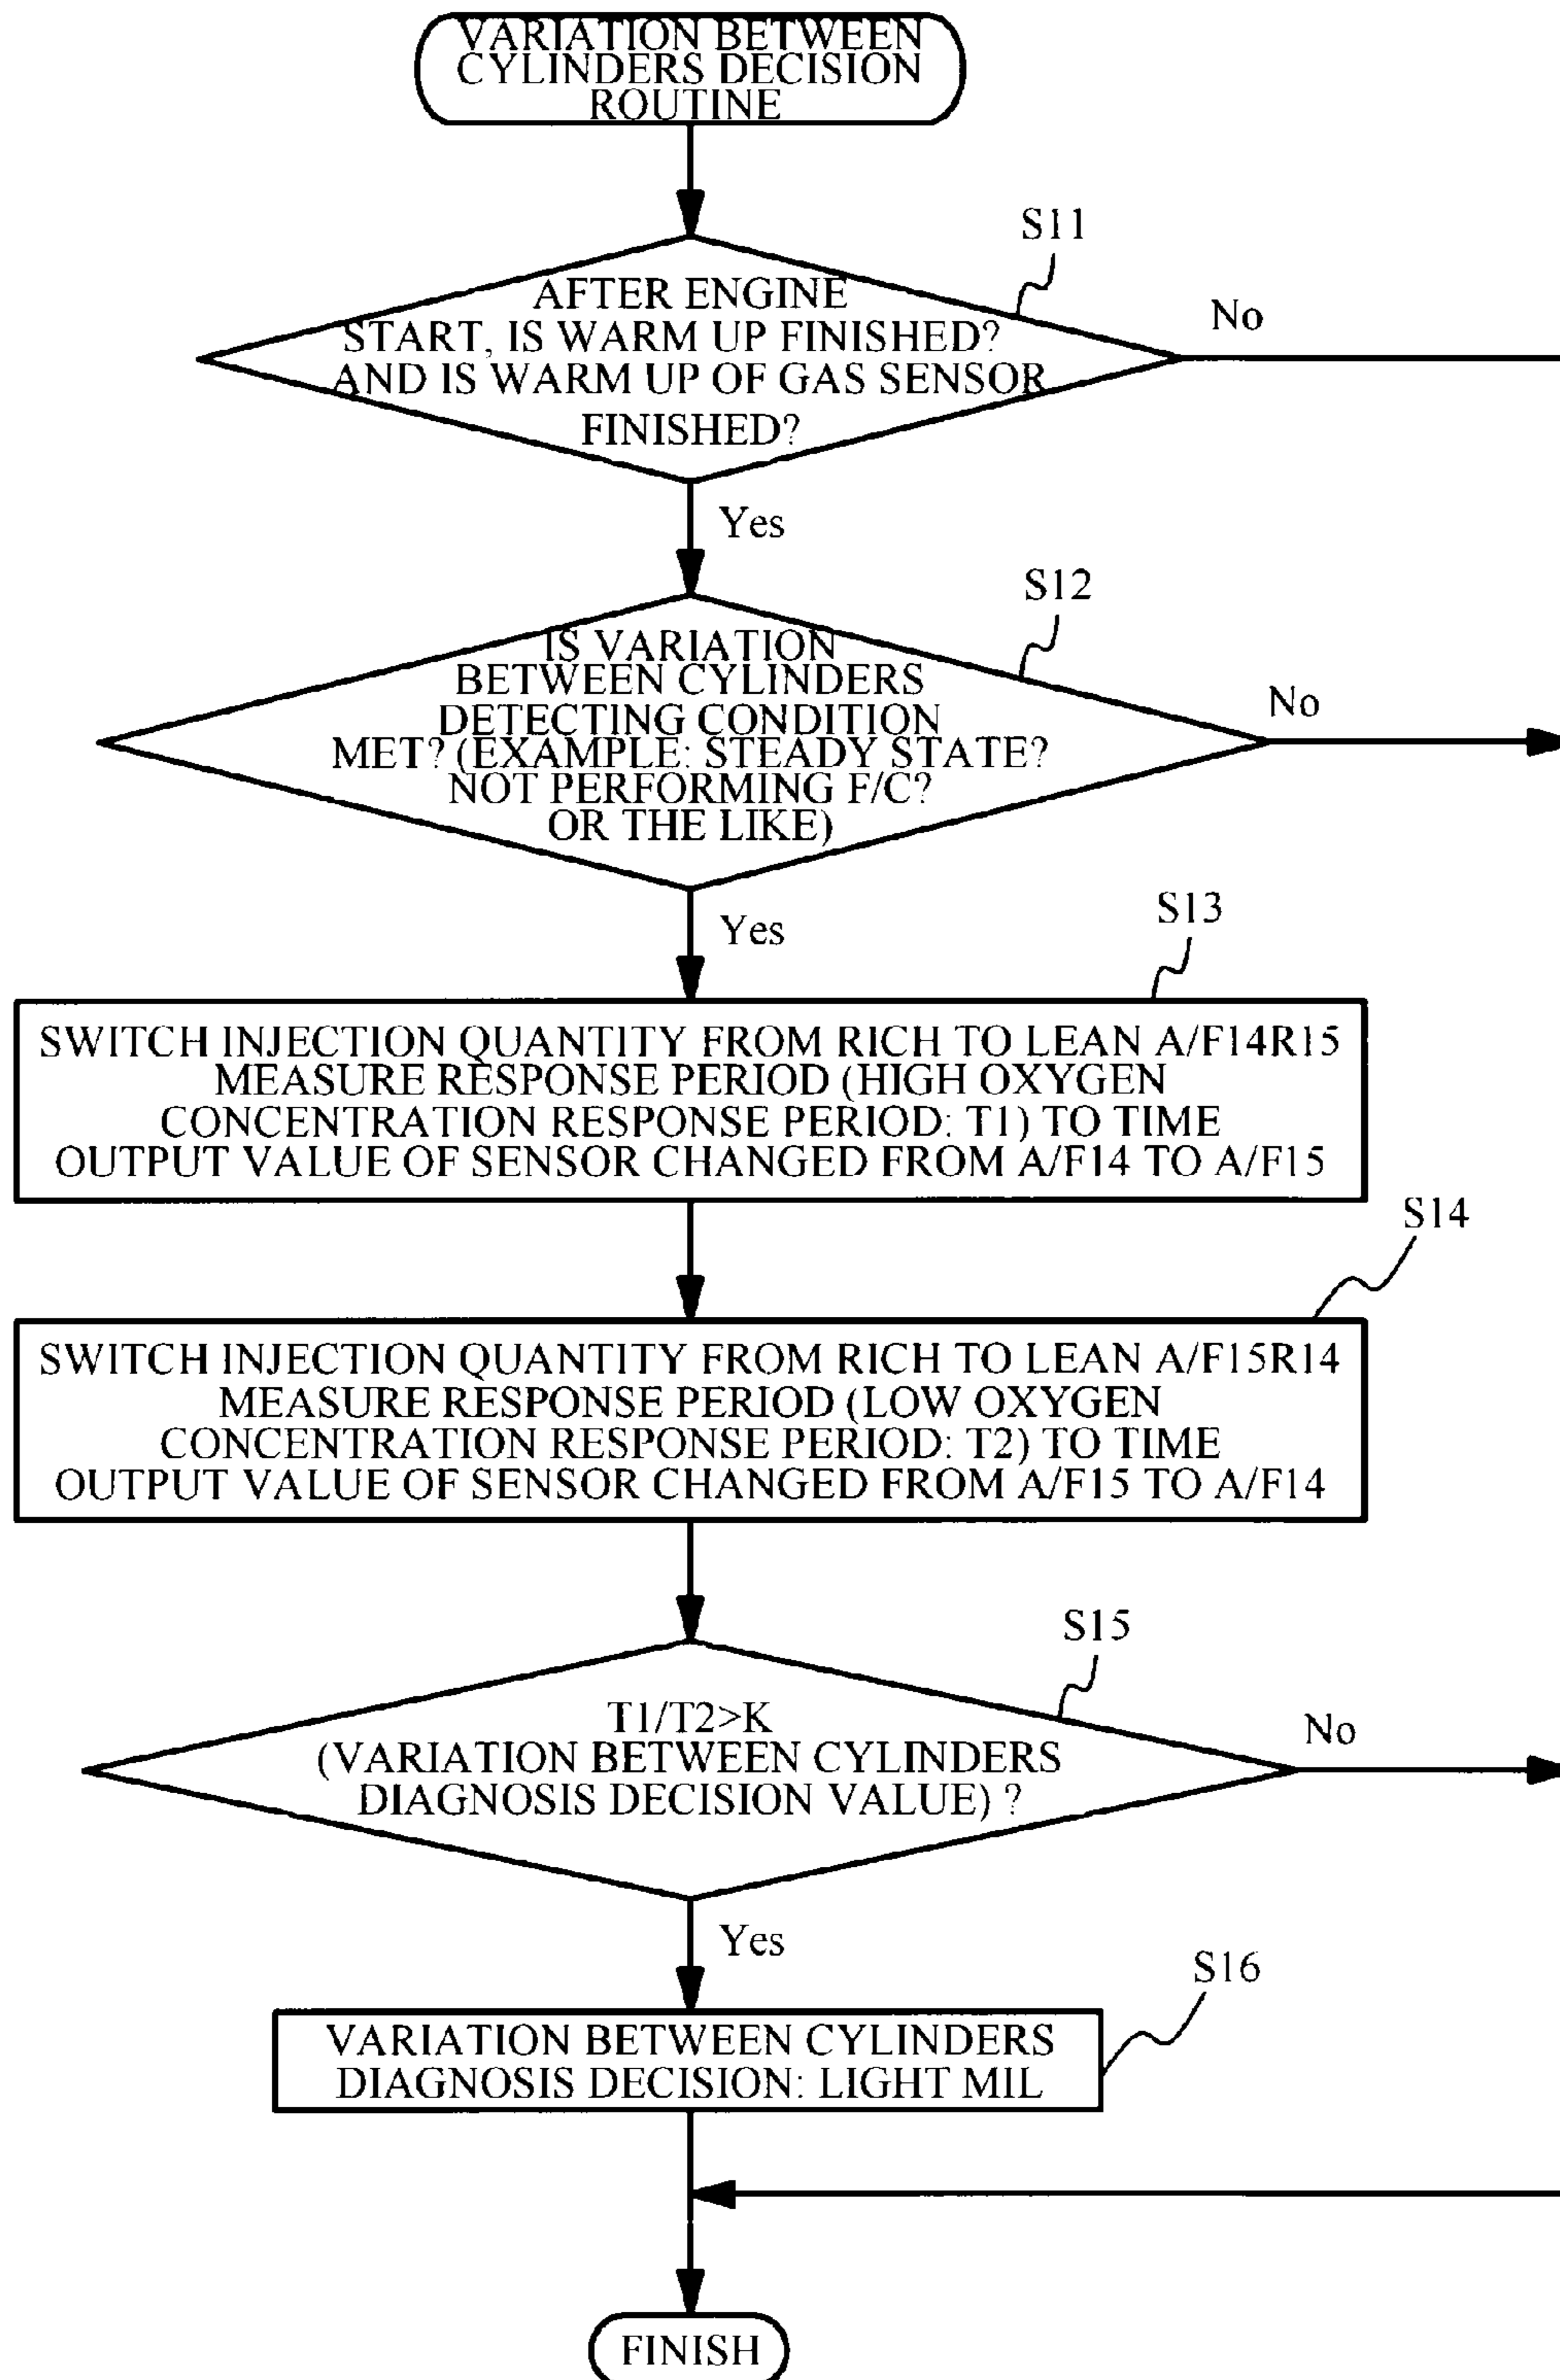 VARIATION BETWEEN
CYLINDERS DECISION
ROUTINE
S11
AFTER ENGINE
START, IS WARM UP FINISHED?
AND IS WARM UP OF GAS SENSOR
FINISHED?
No
Yes
S12
IS VARIATION
BETWEEN CYLINDERS
DETECTING CONDITION
MET? (EXAMPLE: STEADY STATE?
NOT PERFORMING F/C?
OR THE LIKE)
No
Yes
S13
SWITCH INJECTION QUANTITY FROM RICH TO LEAN A/F14R15
MEASURE RESPONSE PERIOD (HIGH OXYGEN
CONCENTRATION RESPONSE PERIOD: T1) TO TIME
OUTPUT VALUE OF SENSOR CHANGED FROM A/F14 TO A/F15
S14
SWITCH INJECTION QUANTITY FROM RICH TO LEAN A/F15R14
MEASURE RESPONSE PERIOD (LOW OXYGEN
CONCENTRATION RESPONSE PERIOD: T2) TO TIME
OUTPUT VALUE OF SENSOR CHANGED FROM A/F15 TO A/F14
S15
T1/T2>K
(VARIATION BETWEEN CYLINDERS
DIAGNOSIS DECISION VALUE) ?
No
Yes
S16
VARIATION BETWEEN CYLINDERS
DIAGNOSIS DECISION: LIGHT MIL
FINISH